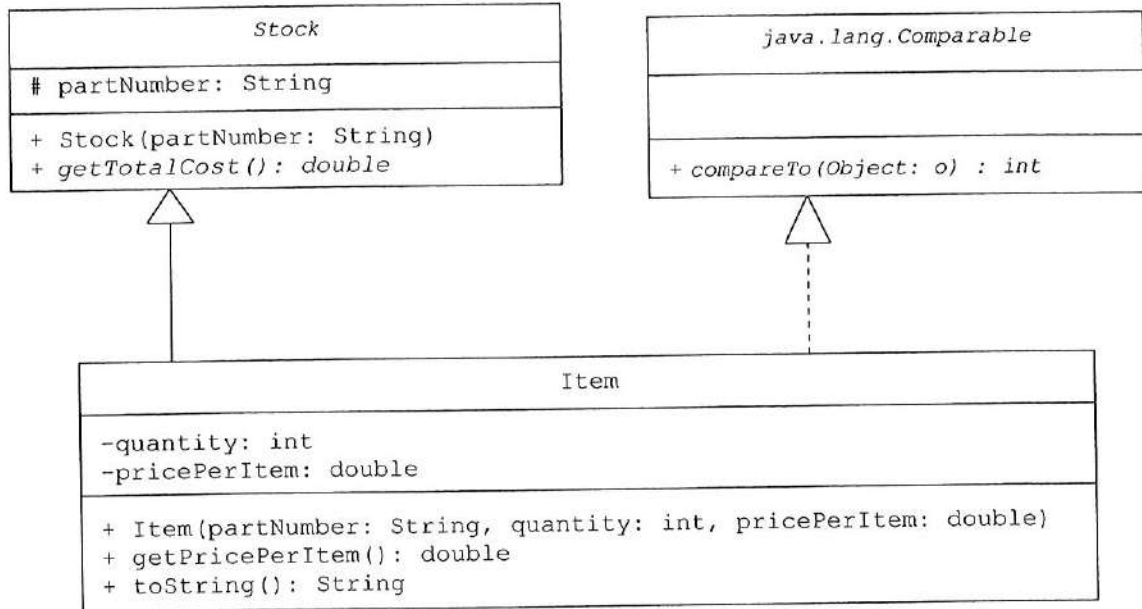 Stock
# partNumber: String
+ Stock(partNumber: String)
+ getTotalCost(): double
java.lang.Comparable
+ compareTo(Object: o) : int
Item
-quantity: int
-pricePerItem: double
+ Item(partNumber: String, quantity: int, pricePerItem: double)
+ getPricePerItem(): double
+ toString(): String